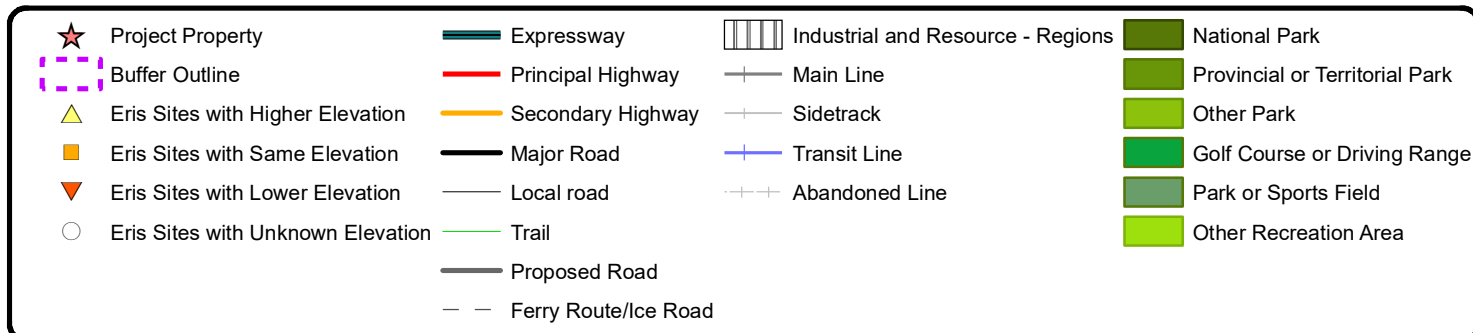 Project Property
Buffer Outline
Eris Sites with Higher Elevation
Eris Sites with Same Elevation
Eris Sites with Lower Elevation
Eris Sites with Unknown Elevation
Expressway
Principal Highway
Secondary Highway
Major Road
Local road
Trail
Proposed Road
Ferry Route/Ice Road
Industrial and Resource - Regions
Main Line
Sidetrack
Transit Line
Abandoned Line
National Park
Provincial or Territorial Park
Other Park
Golf Course or Driving Range
Park or Sports Field
Other Recreation Area